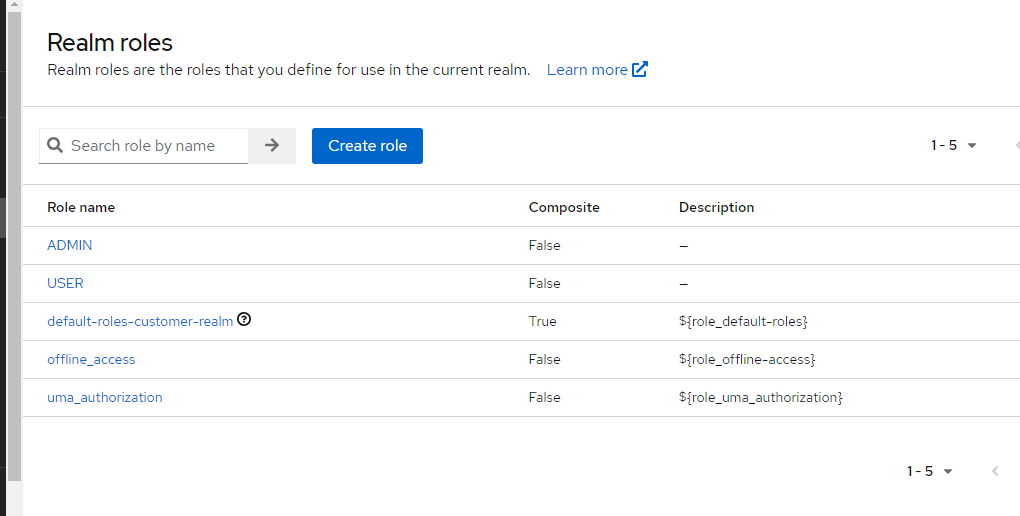 Realm roles
Realm roles are the roles that you define for use in the current realm. Learn more
Search role by name
Create role
1 - 5
Role name Composite Description
ADMIN False –
USER False –
default-roles-customer-realm True ${role_default-roles}
offline_access False ${role_offline-access}
uma_authorization False ${role_uma_authorization}
1 - 5